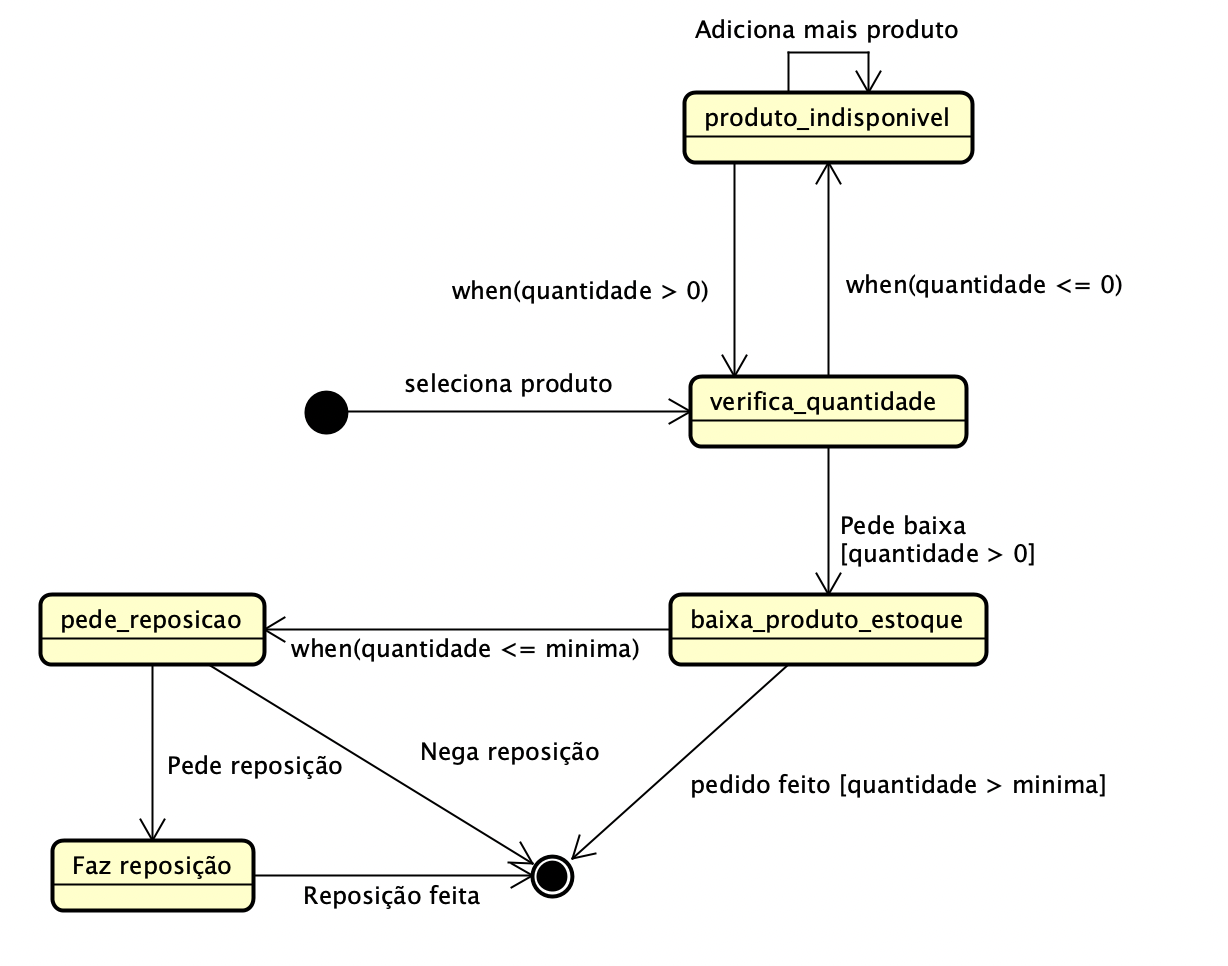 Adiciona mais produto
produto_indisponivel
when(quantidade > 0)
when(quantidade <= 0)
seleciona produto
verifica_quantidade
Pede baixa
[quantidade > 0]
pede_reposicao
baixa_produto_estoque
when(quantidade <= minima)
Pede reposição
Nega reposição
pedido feito [quantidade > minima]
Faz reposição
Reposição feita